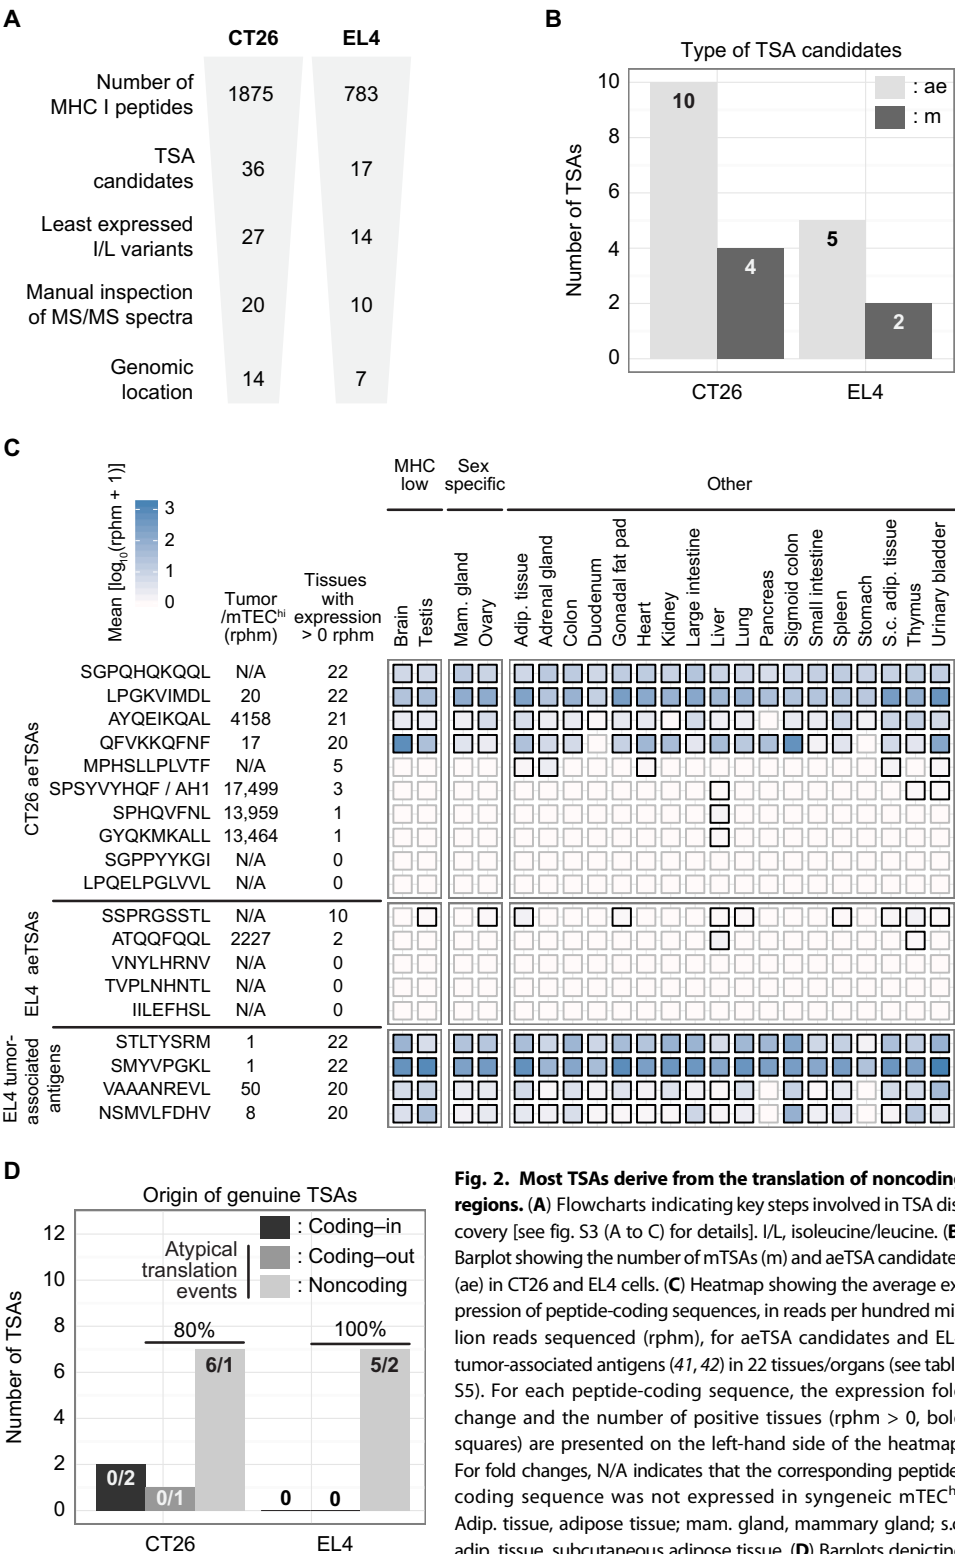 A
CT26 EL4
Number of MHC I peptides 1875 783
TSA candidates 36 17
Least expressed I/L variants 27 14
Manual inspection of MS/MS spectra 20 10
Genomic location 14 7
B
Type of TSA candidates
Number of TSAs
10
8
6
4
2
0
: ae
: m
10
4
5
2
CT26 EL4
C
Mean [log10(rphm + 1)]
3
2
1
0
Tumor /mTEChi (rphm)
Tissues with expression > 0 rphm
MHC low
Sex specific
Other
Brain
Testis
Mam. gland
Ovary
Adip. tissue
Adrenal gland
Colon
Duodenum
Gonadal fat pad
Heart
Kidney
Large intestine
Liver
Lung
Pancreas
Sigmoid colon
Small intestine
Spleen
Stomach
S.c. adip. tissue
Thymus
Urinary bladder
CT26 aeTSAs
SGPQHQKQQL N/A 22
LPGKVIMDL 20 22
AYQEIKQAL 4158 21
QFVKKQFNF 17 20
MPHSLLPLVTF N/A 5
SPSYVYHQF / AH1 17,499 3
SPHQVFNL 13,959 1
GYQKMKALL 13,464 1
SGPPYYKGI N/A 0
LPQELPGLVVL N/A 0
EL4 aeTSAs
SSPRGSSTL N/A 10
ATQQFQQL 2227 2
VNYLHRNV N/A 0
TVPLNHNTL N/A 0
IILEFHSL N/A 0
EL4 tumor-associated antigens
STLTYSRM 1 22
SMYVPGKL 1 22
VAAANREVL 50 20
NSMVLFDHV 8 20
D
Origin of genuine TSAs
Number of TSAs
12
10
8
6
4
2
0
Atypical translation events
: Coding–in
: Coding–out
: Noncoding
80% 100%
0/2
0/1
6/1
0
0
5/2
CT26 EL4
Fig. 2. Most TSAs derive from the translation of noncoding
regions. (A) Flowcharts indicating key steps involved in TSA dis
covery [see fig. S3 (A to C) for details]. I/L, isoleucine/leucine. (B
Barplot showing the number of mTSAs (m) and aeTSA candidate
(ae) in CT26 and EL4 cells. (C) Heatmap showing the average ex
pression of peptide-coding sequences, in reads per hundred mi
lion reads sequenced (rphm), for aeTSA candidates and EL
tumor-associated antigens (41, 42) in 22 tissues/organs (see tabl
S5). For each peptide-coding sequence, the expression fol
change and the number of positive tissues (rphm > 0, bol
squares) are presented on the left-hand side of the heatmap
For fold changes, N/A indicates that the corresponding peptide
coding sequence was not expressed in syngeneic mTECh
Adip. tissue, adipose tissue; mam. gland, mammary gland; s.c
adip. tissue, subcutaneous adipose tissue. (D) Barplots depicting